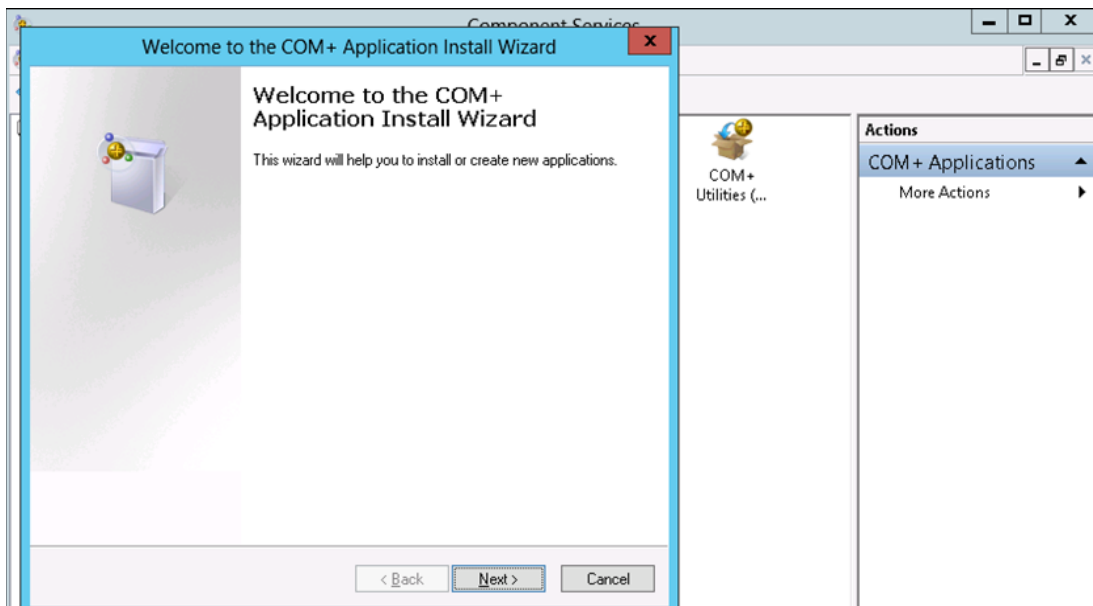 Component Services
Welcome to the COM+ Application Install Wizard
x
X
Welcome to the COM+
Application Install Wizard
This wizard will help you to install or create new applications.
COM+
Utilities (...
Actions
COM+ Applications
More Actions
< Back
Next >
Cancel